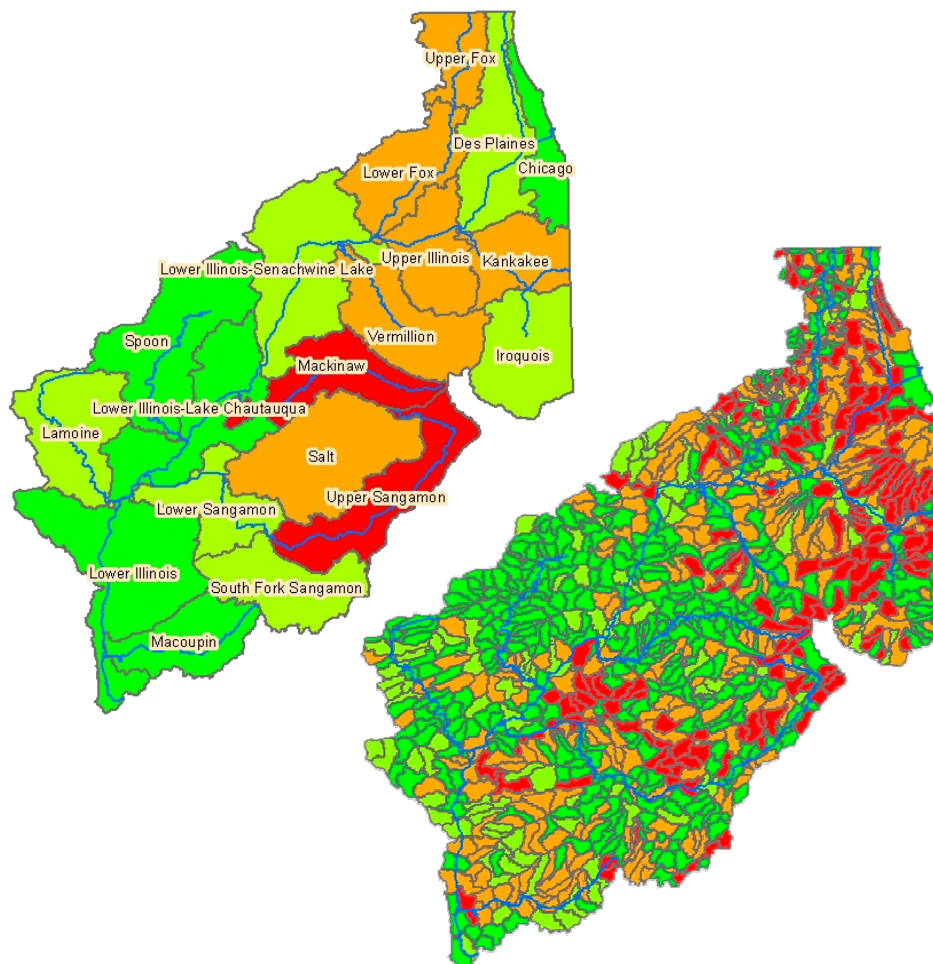 Upper Fox
Des Plaines
Chicago
Lower Fox
Upper Illinois
Kankakee
Lower Illinois-Senachwine Lake
Vermillion
Spoon
Iroquois
Mackinaw
Lower Illinois-Lake Chautauqua
Lamoine
Salt
Upper Sangamon
Lower Sangamon
Lower Illinois
South Fork Sangamon
Macoupin